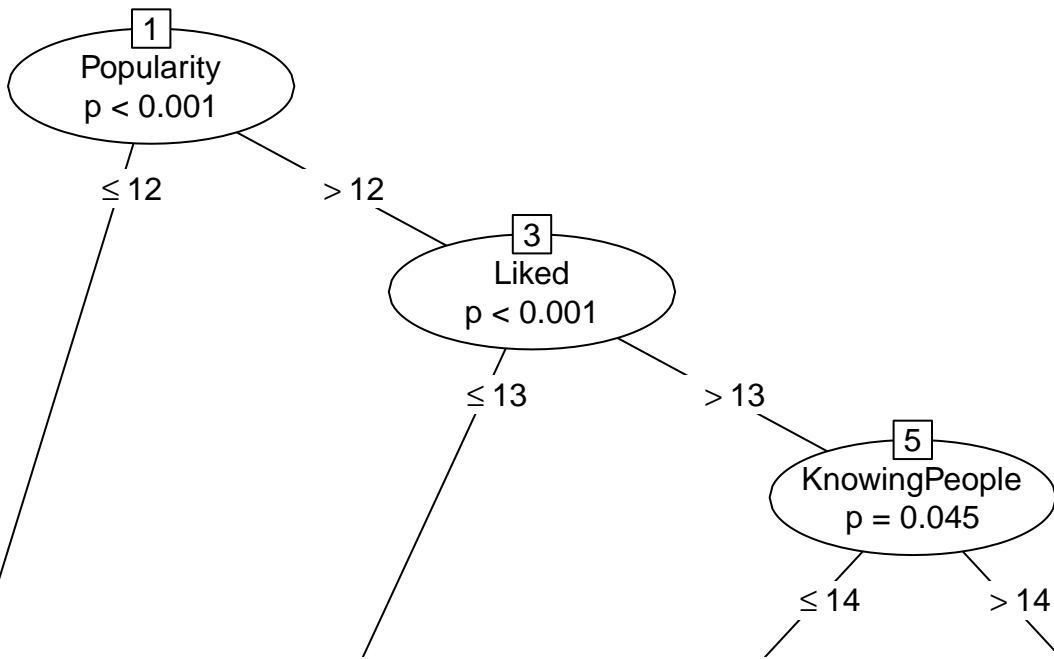 1
Popularity
p < 0.001
≤ 12
> 12
3
Liked
p < 0.001
≤ 13
> 13
5
KnowingPeople
p = 0.045
≤ 14
> 14